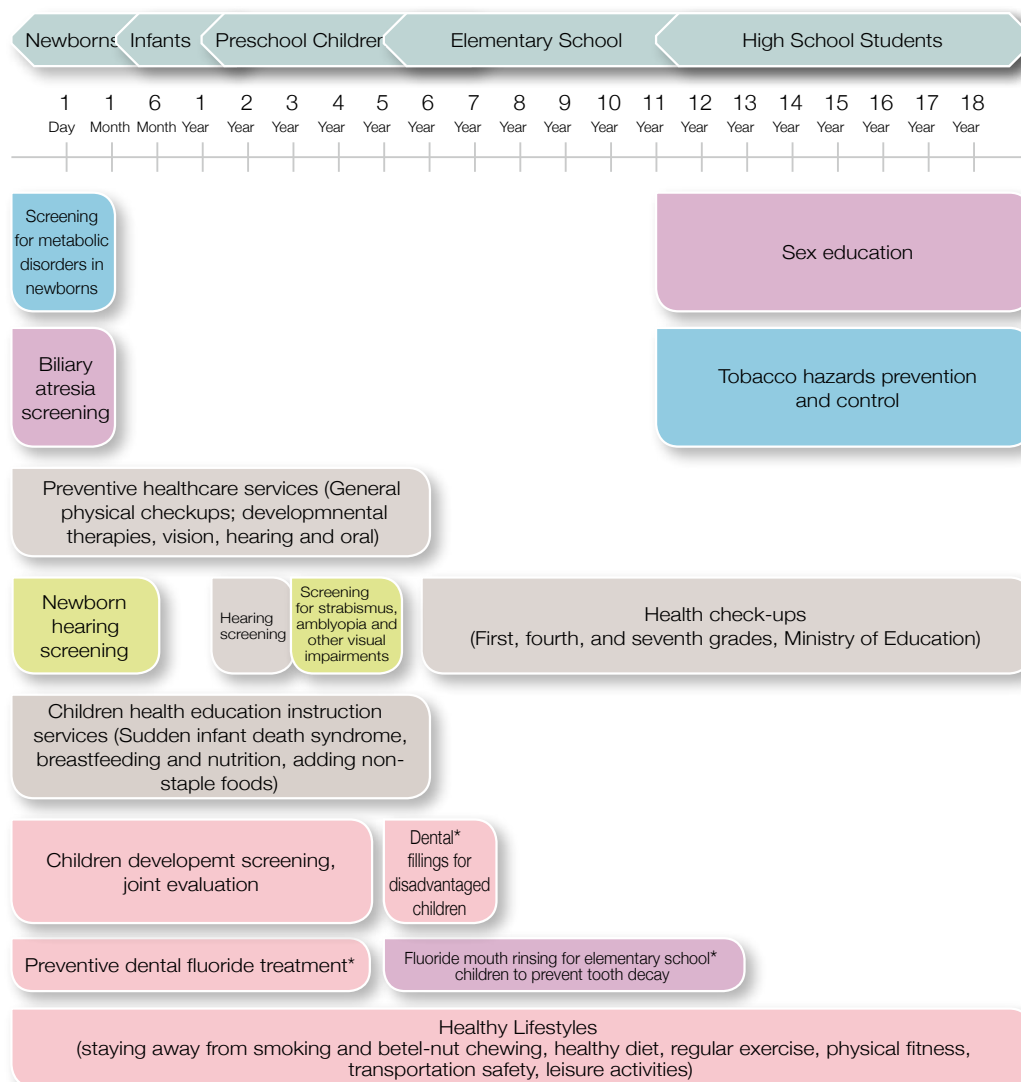 Newborns
Infants
Preschool Children
Elementary School
High School Students
1 1 6 1 2 3 4 5 6 7 8 9 10 11 12 13 14 15 16 17 18
Day Month Month Year Year Year Year Year Year Year Year Year Year Year Year Year Year Year Year Year Year
Screening
for metabolic
disorders in
newborns
Sex education
Biliary
atresia
screening
Tobacco hazards prevention
and control
Preventive healthcare services (General
physical checkups; developmnental
therapies, vision, hearing and oral)
Newborn
hearing
screening
Hearing
screening
Screening
for strabismus,
amblyopia and
other visual
impairments
Health check-ups
(First, fourth, and seventh grades, Ministry of Education)
Children health education instruction
services (Sudden infant death syndrome,
breastfeeding and nutrition, adding non-
staple foods)
Children developemt screening,
joint evaluation
Dental*
fillings for
disadvantaged
children
Preventive dental fluoride treatment*
Fluoride mouth rinsing for elementary school*
children to prevent tooth decay
Healthy Lifestyles
(staying away from smoking and betel-nut chewing, healthy diet, regular exercise, physical fitness,
transportation safety, leisure activities)